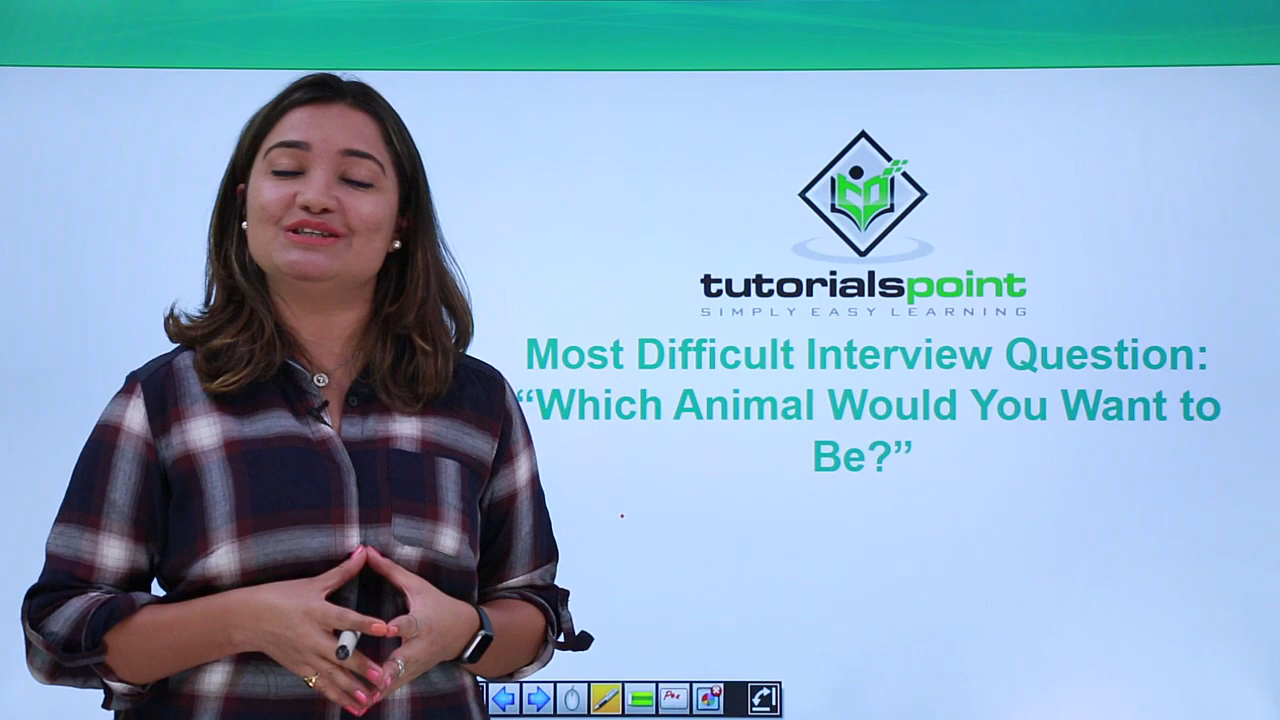 tutorialspoint
SIMPLY EASY LEARNING
Most Difficult Interview Question:
“Which Animal Would You Want to
Be?”